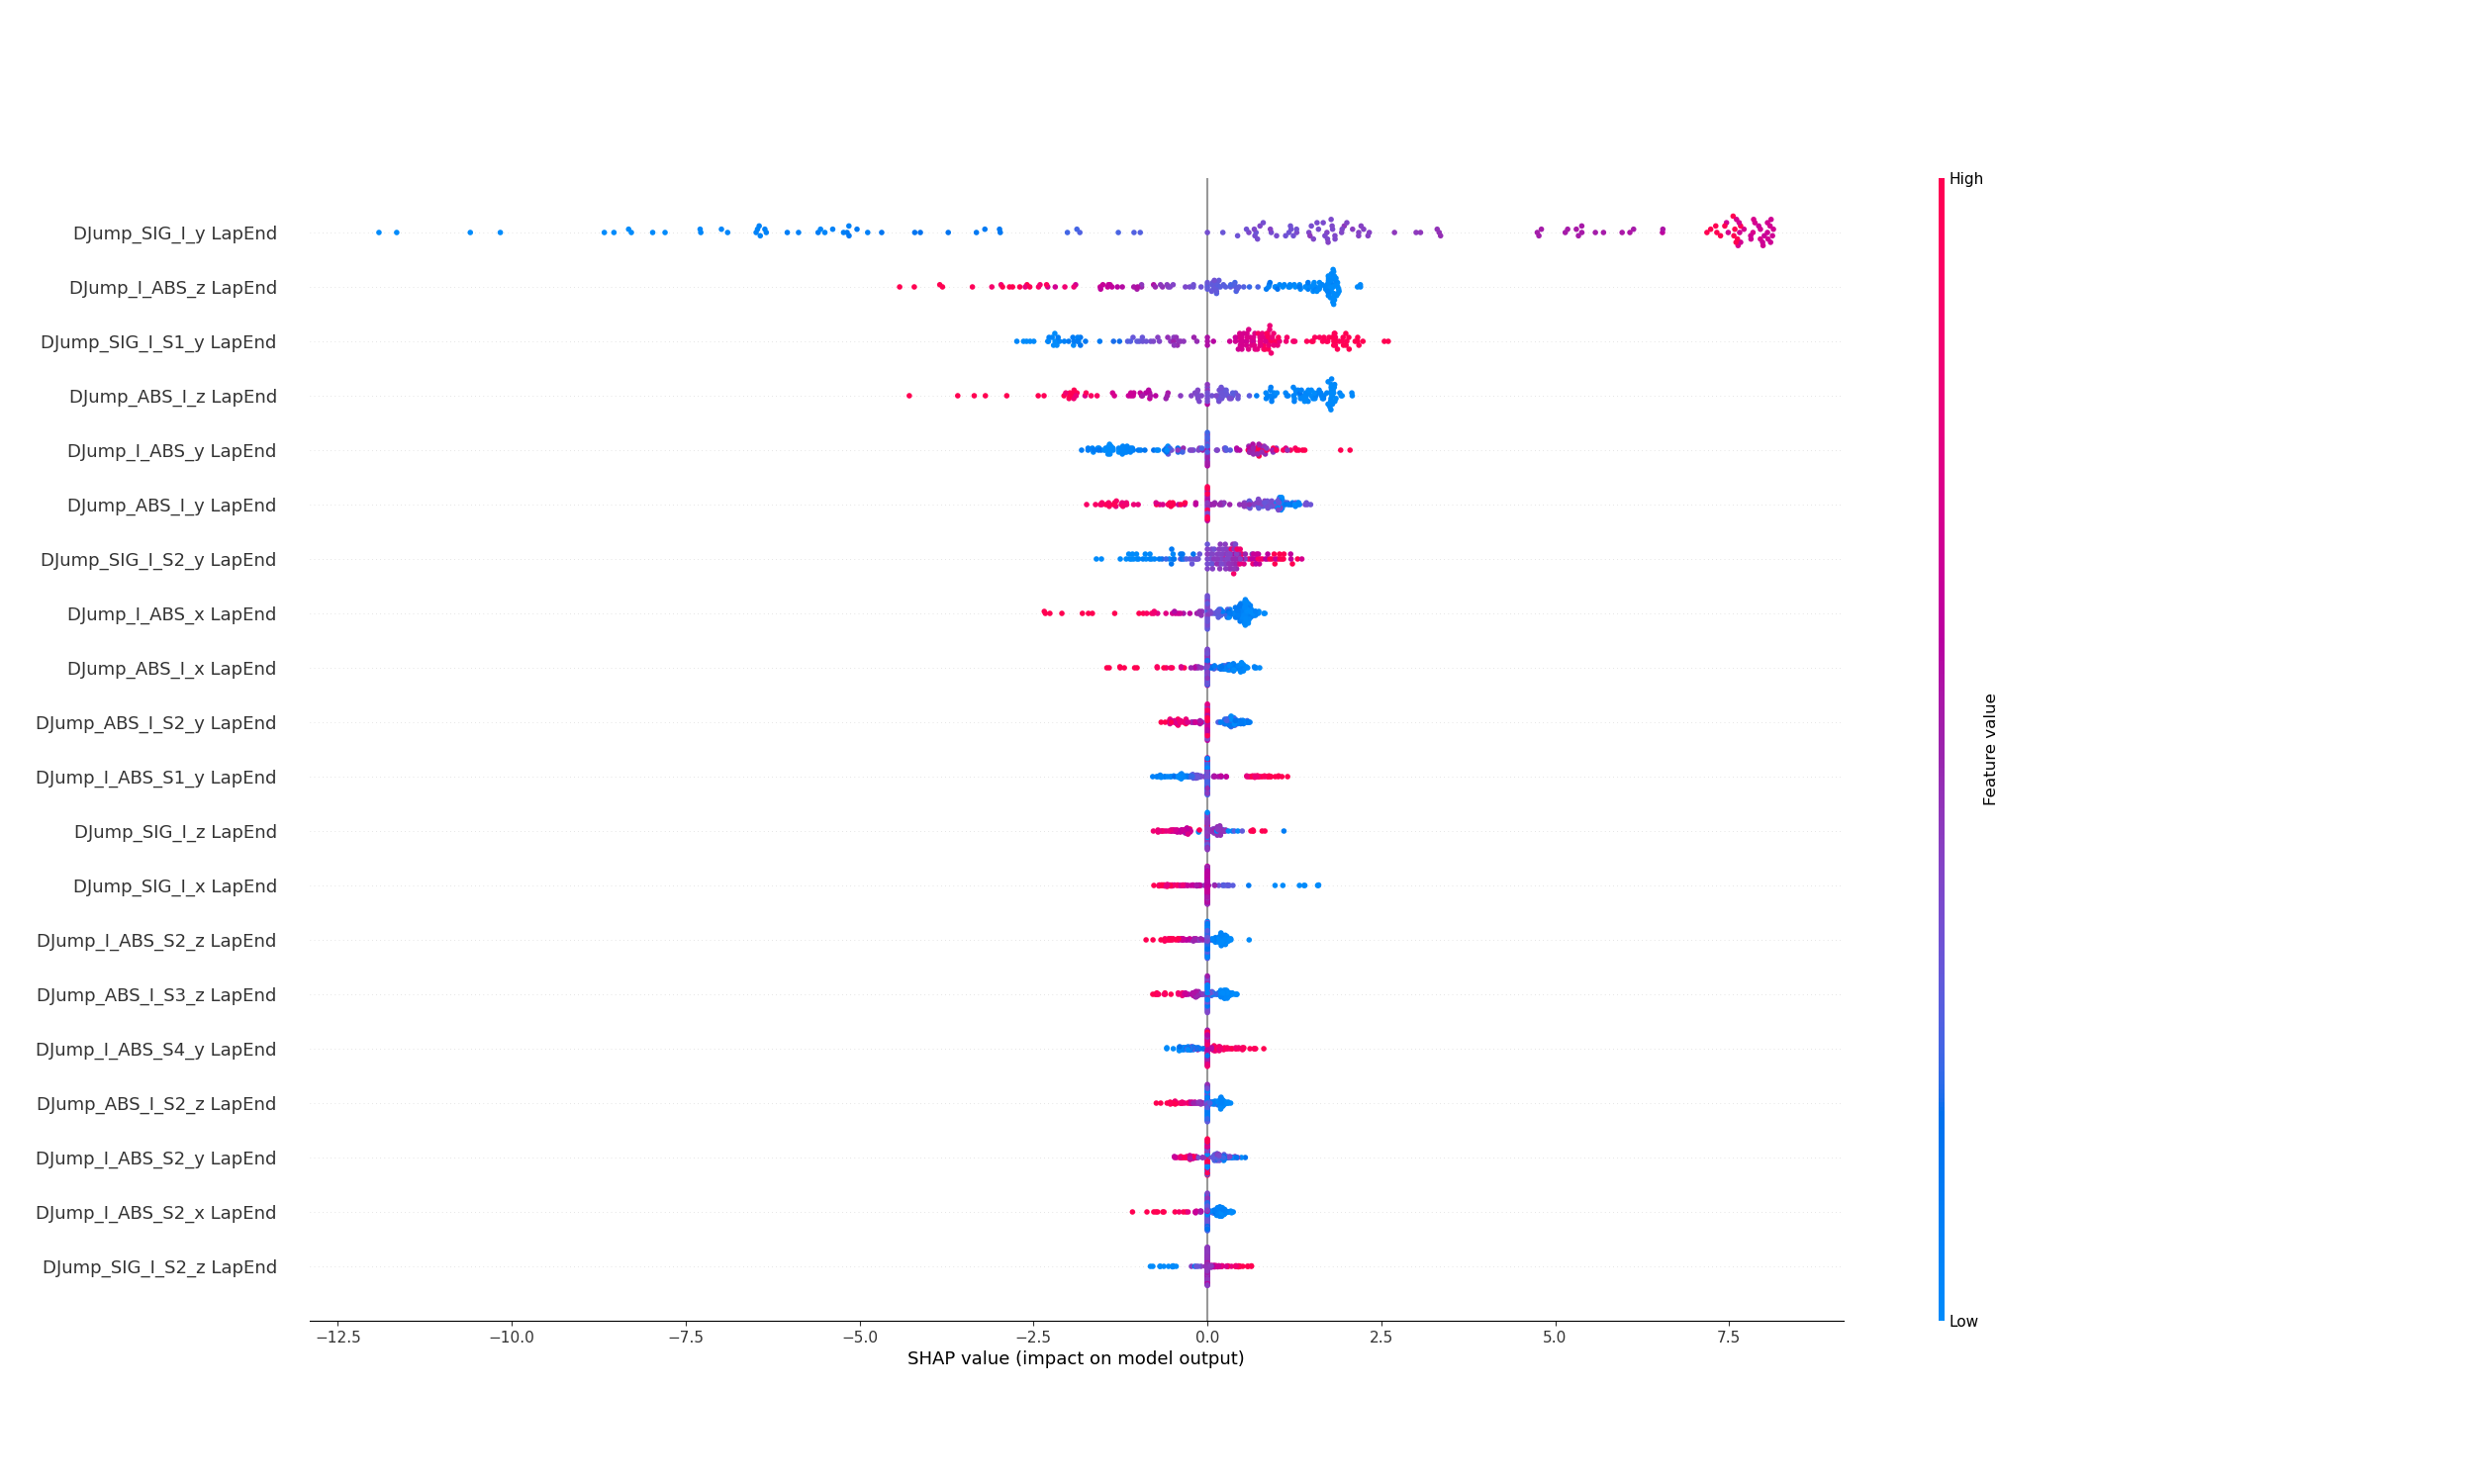 High
DJump_SIG_I_y LapEnd
DJump_I_ABS_z LapEnd
DJump_SIG_I_S1_y LapEnd
DJump_ABS_I_z LapEnd
DJump_I_ABS_y LapEnd
DJump_ABS_I_y LapEnd
DJump_SIG_I_S2_y LapEnd
DJump_I_ABS_x LapEnd
DJump_ABS_I_x LapEnd
DJump_ABS_I_S2_y LapEnd
DJump_I_ABS_S1_y LapEnd
DJump_SIG_I_z LapEnd
DJump_SIG_I_x LapEnd
DJump_I_ABS_S2_z LapEnd
DJump_ABS_I_S3_z LapEnd
DJump_I_ABS_S4_y LapEnd
DJump_ABS_I_S2_z LapEnd
DJump_I_ABS_S2_y LapEnd
DJump_I_ABS_S2_x LapEnd
DJump_SIG_I_S2_z LapEnd
Feature value
Low
−12.5 −10.0 −7.5 −5.0 −2.5 0.0 2.5 5.0 7.5
SHAP value (impact on model output)